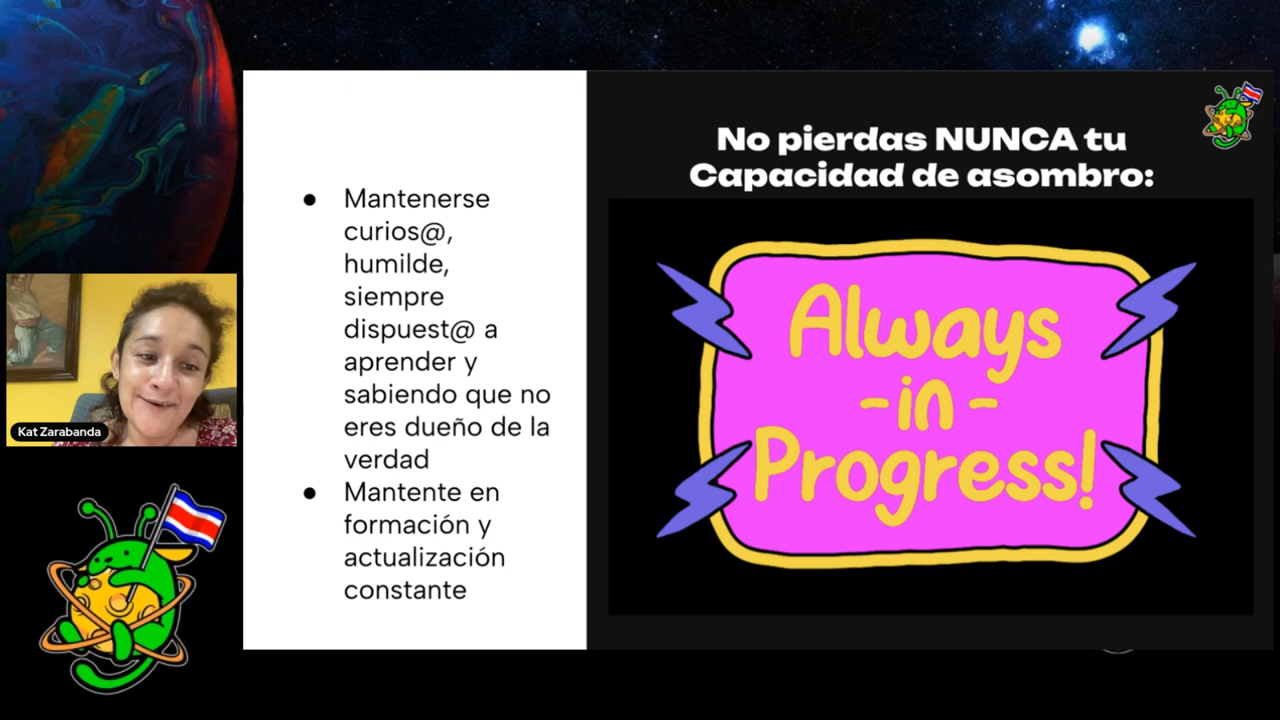 Mantenerse
curios@,
humilde,
siempre
dispuest@ a
aprender y
sabiendo que no
eres dueño de la
verdad
Mantente en
formación y
actualización
constante
No pierdas NUNCA tu
Capacidad de asombro:
Always
-in-
Progress!
Kat Zarabanda